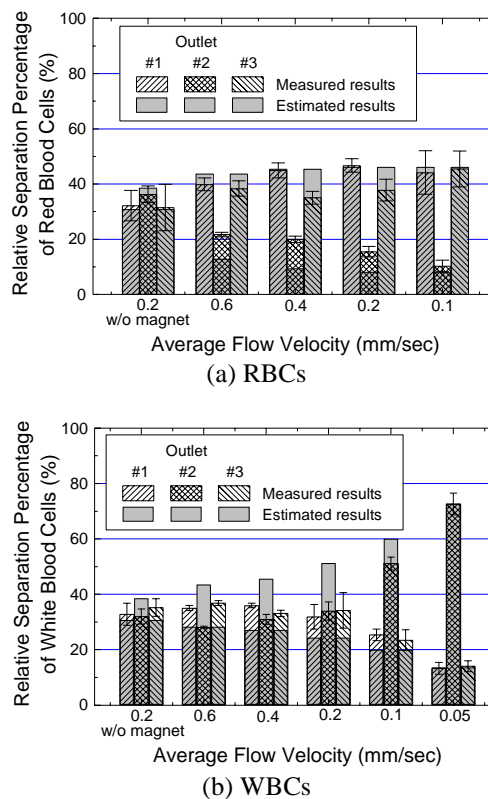 100
80
60
40
20
0
Relative Separation Percentage
of Red Blood Cells (%)
Outlet
#1 #2 #3
Measured results
Estimated results
0.2 0.6 0.4 0.2 0.1
w/o magnet
Average Flow Velocity (mm/sec)
(a) RBCs
100
80
60
40
20
0
Relative Separation Percentage
of White Blood Cells (%)
Outlet
#1 #2 #3
Measured results
Estimated results
0.2 0.6 0.4 0.2 0.1 0.05
w/o magnet
Average Flow Velocity (mm/sec)
(b) WBCs